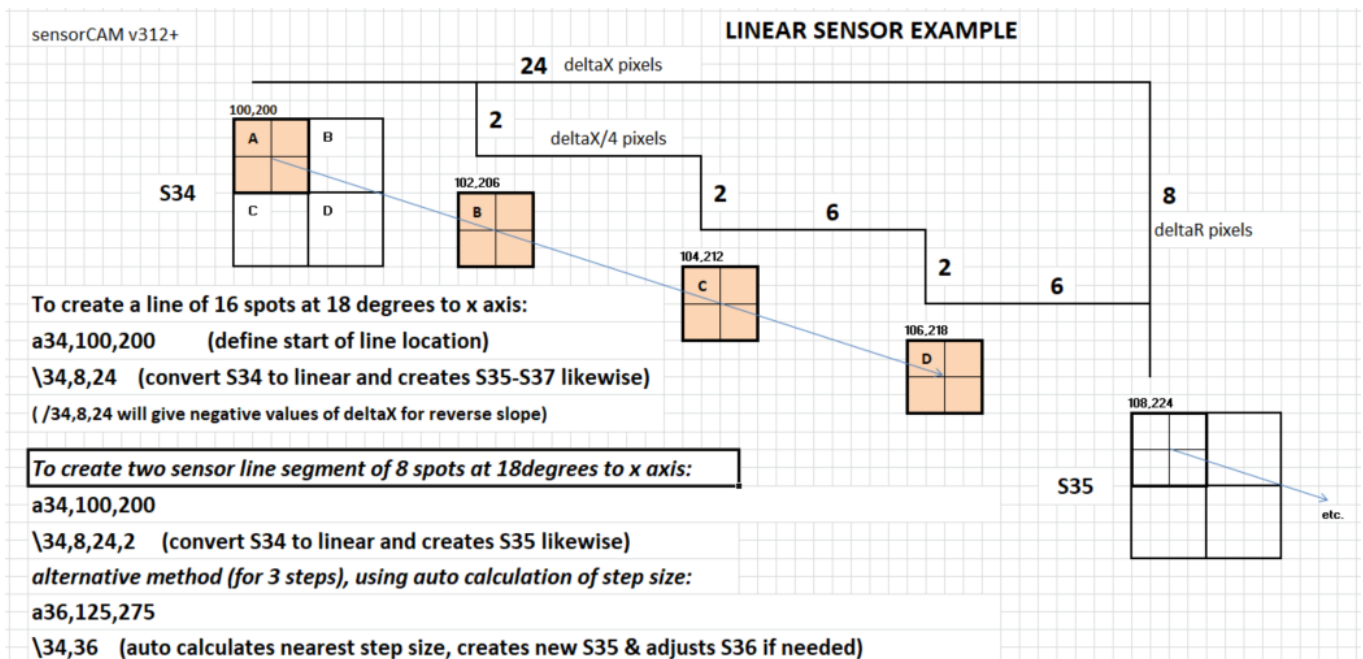 sensorCAM v312+
LINEAR SENSOR EXAMPLE
24 deltaX pixels
100,200
A B
C D
S34
2
deltaX/4 pixels
102,206
B
2
6
8
deltaR pixels
104,212
C
2
6
106,218
D
To create a line of 16 spots at 18 degrees to x axis:
a34,100,200 (define start of line location)
\34,8,24 (convert S34 to linear and creates S35-S37 likewise)
( /34,8,24 will give negative values of deltaX for reverse slope)
108,224
S35
etc.
To create two sensor line segment of 8 spots at 18degrees to x axis:
a34,100,200
\34,8,24,2 (convert S34 to linear and creates S35 likewise)
alternative method (for 3 steps), using auto calculation of step size:
a36,125,275
\34,36 (auto calculates nearest step size, creates new S35 & adjusts S36 if needed)